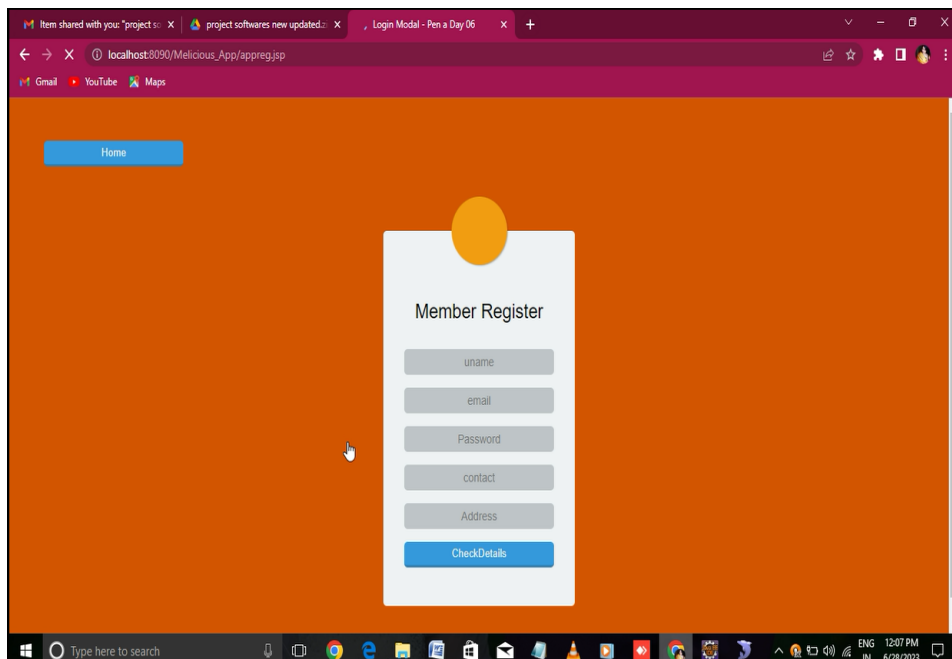 Item shared with you: "project so
project softwares new updated.z
Login Modal - Pen a Day 06
localhost:8090/Melicious_App/appreg.jsp
Gmail
YouTube
Maps
Home
Member Register
uname
email
Password
contact
Address
CheckDetails
Type here to search
ENG
IN
12:07 PM
6/28/2023